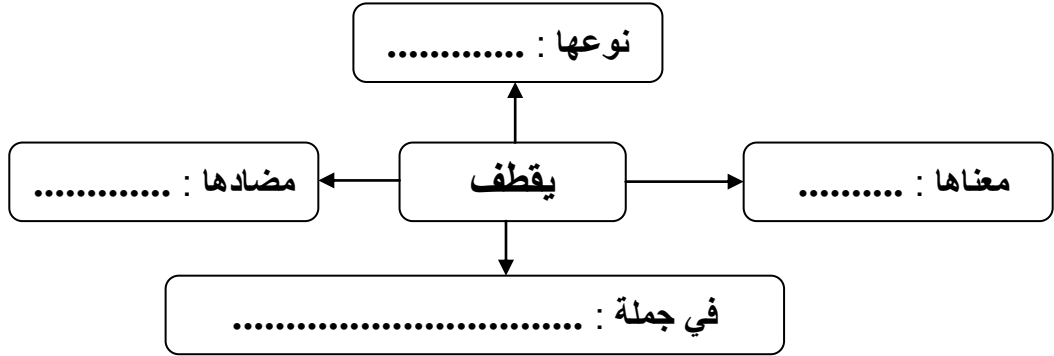 نوعها : .............
معناها : ..........
يقطف
مضادها : .............
في جملة : .................................